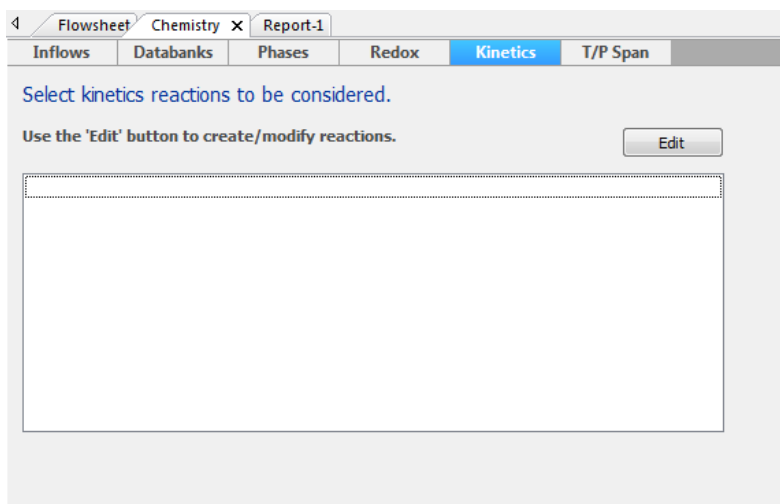 Flowsheet Chemistry X Report-1
Inflows Databanks Phases Redox Kinetics T/P Span
Select kinetics reactions to be considered.
Use the 'Edit' button to create/modify reactions.
Edit